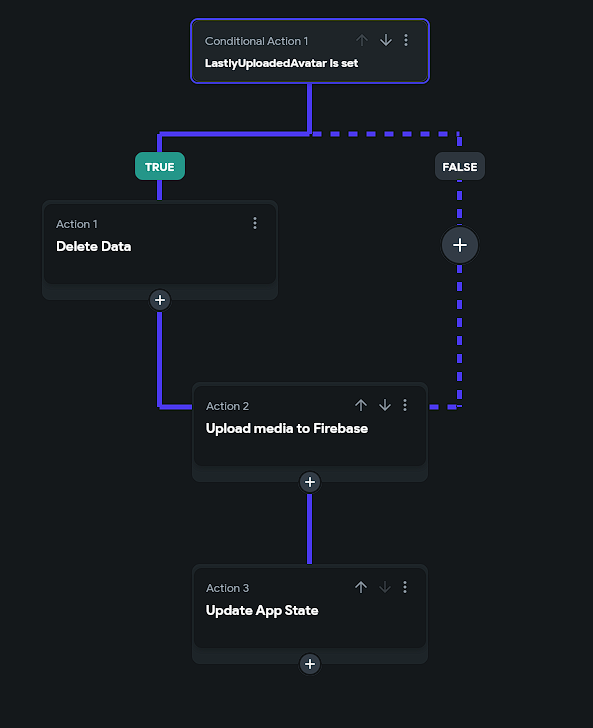 Conditional Action 1
LastlyUploadedAvatar Is set
TRUE
FALSE
Action 1
Delete Data
Action 2
Upload media to Firebase
Action 3
Update App State